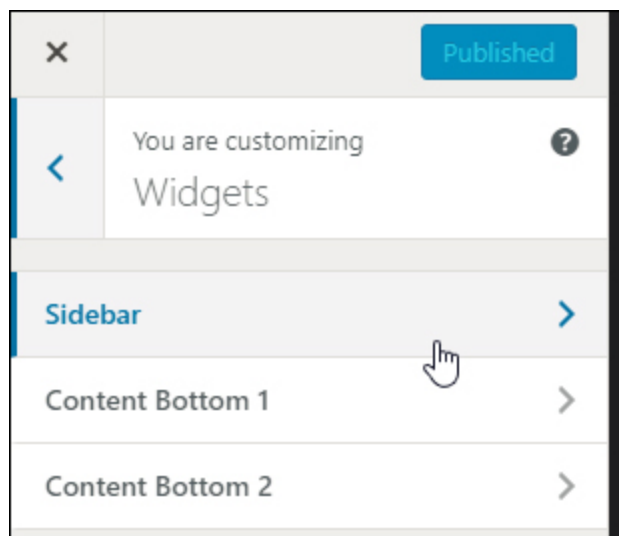 Published
You are customizing
Widgets
Sidebar
Content Bottom 1
Content Bottom 2